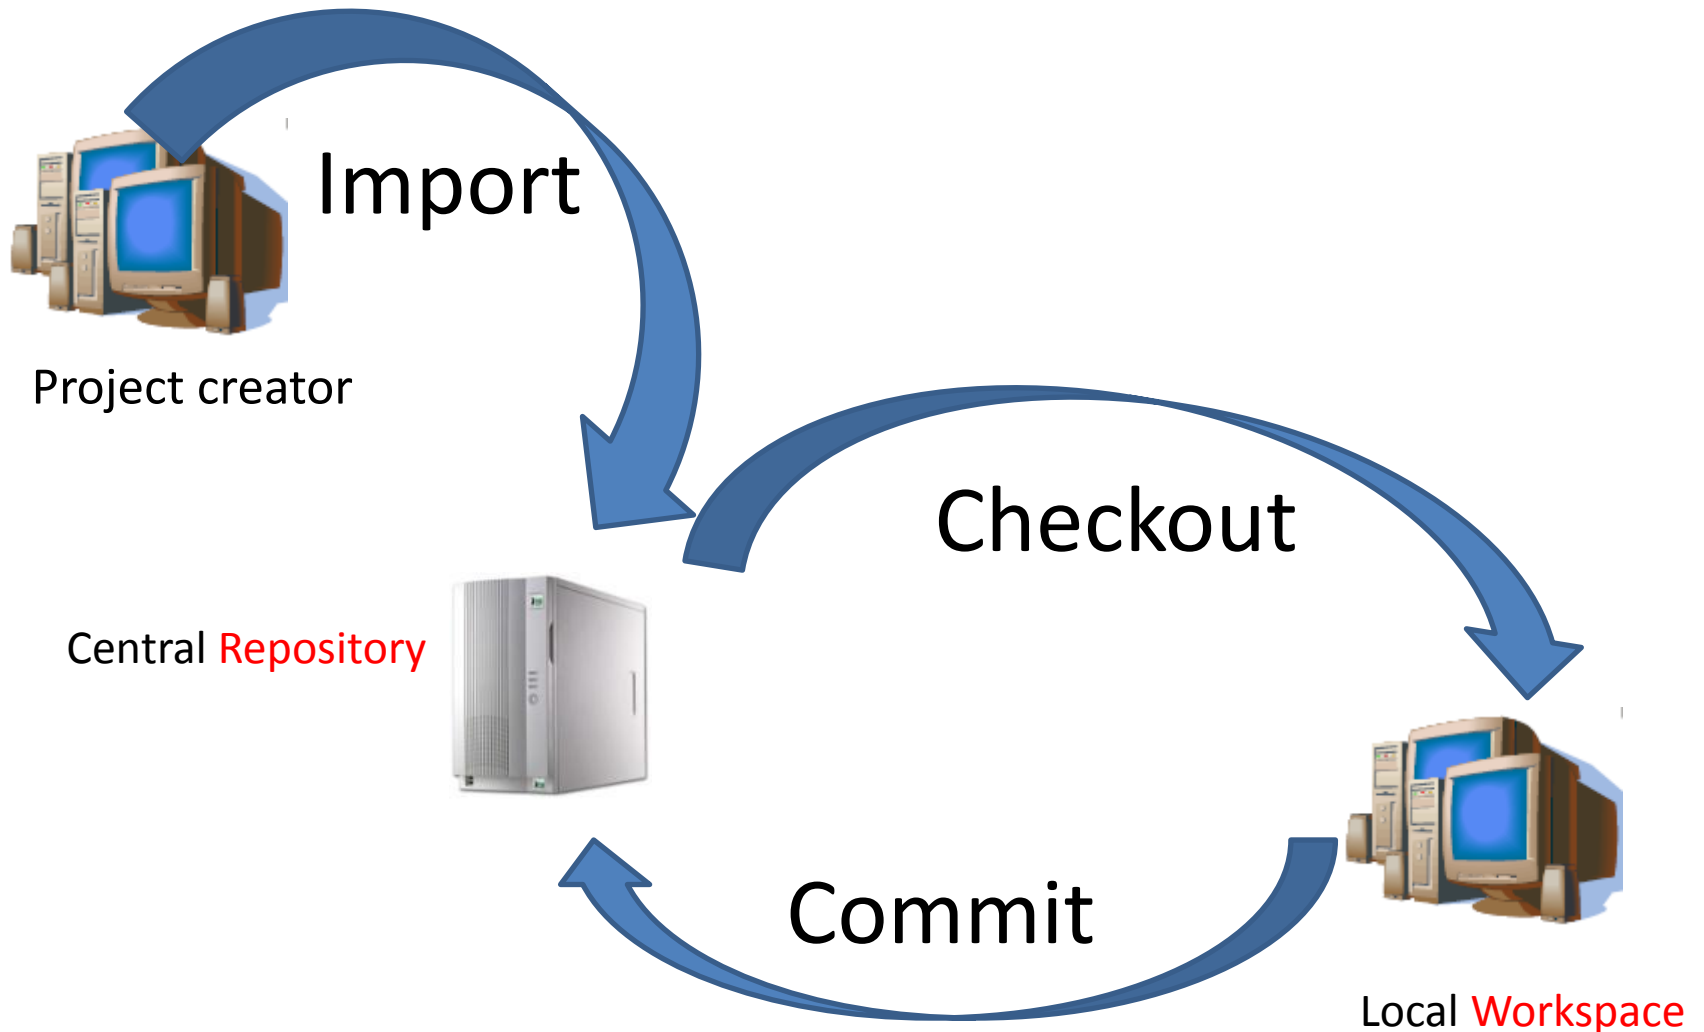 Import
Project creator
Checkout
Central Repository
Commit
Local Workspace